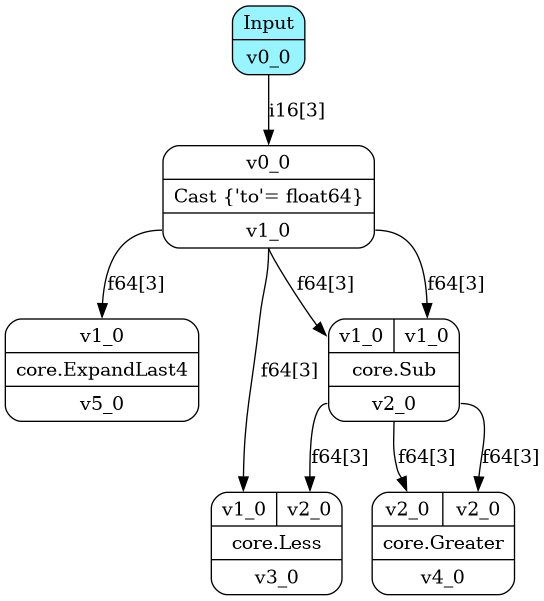 Input
v0_0
i16[3]
v0_0
Cast {'to'= float64}
v1_0
f64[3]
f64[3]
f64[3]
f64[3]
v1_0
core.ExpandLast4
v5_0
v1_0 v1_0
core.Sub
v2_0
f64[3]
f64[3]
f64[3]
v1_0 v2_0
core.Less
v3_0
v2_0 v2_0
core.Greater
v4_0